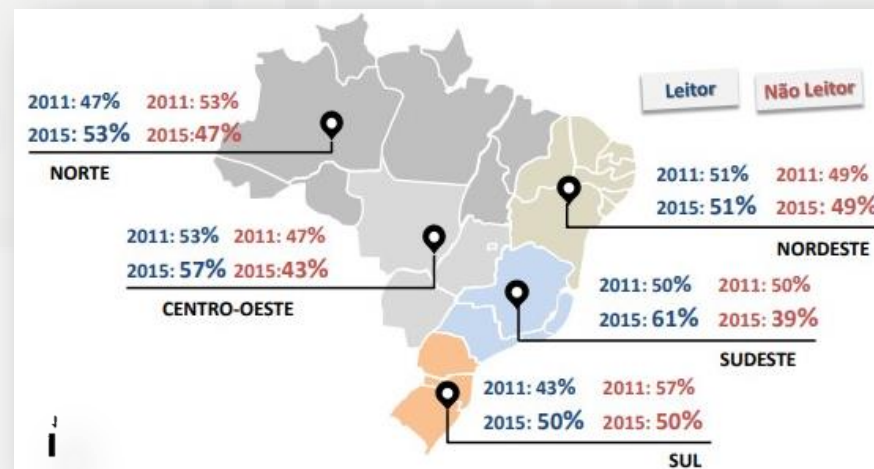 Leitor Não Leitor
2011: 47% 2011: 53%
2015: 53% 2015:47%
NORTE
2011: 51% 2011: 49%
2015: 51% 2015: 49%
NORDESTE
2011: 53% 2011: 47%
2015: 57% 2015:43%
CENTRO-OESTE
2011: 50% 2011: 50%
2015: 61% 2015: 39%
SUDESTE
2011: 43% 2011: 57%
2015: 50% 2015: 50%
SUL